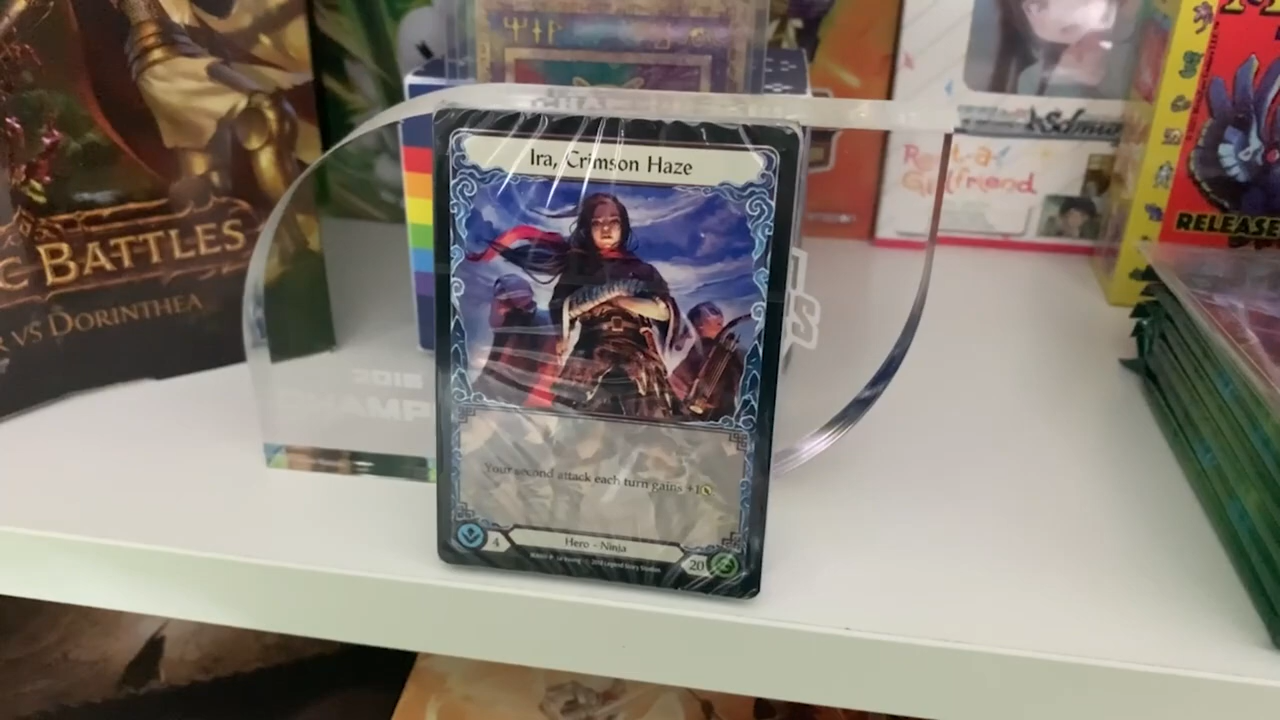 Ira, Crimson Haze
Your second attack each turn gains +1
4
Hero - Ninja
20
C BATTLES
VS DORINTHEA
2016
CHAMP
Rent-a-
Girlfriend
RELEASE